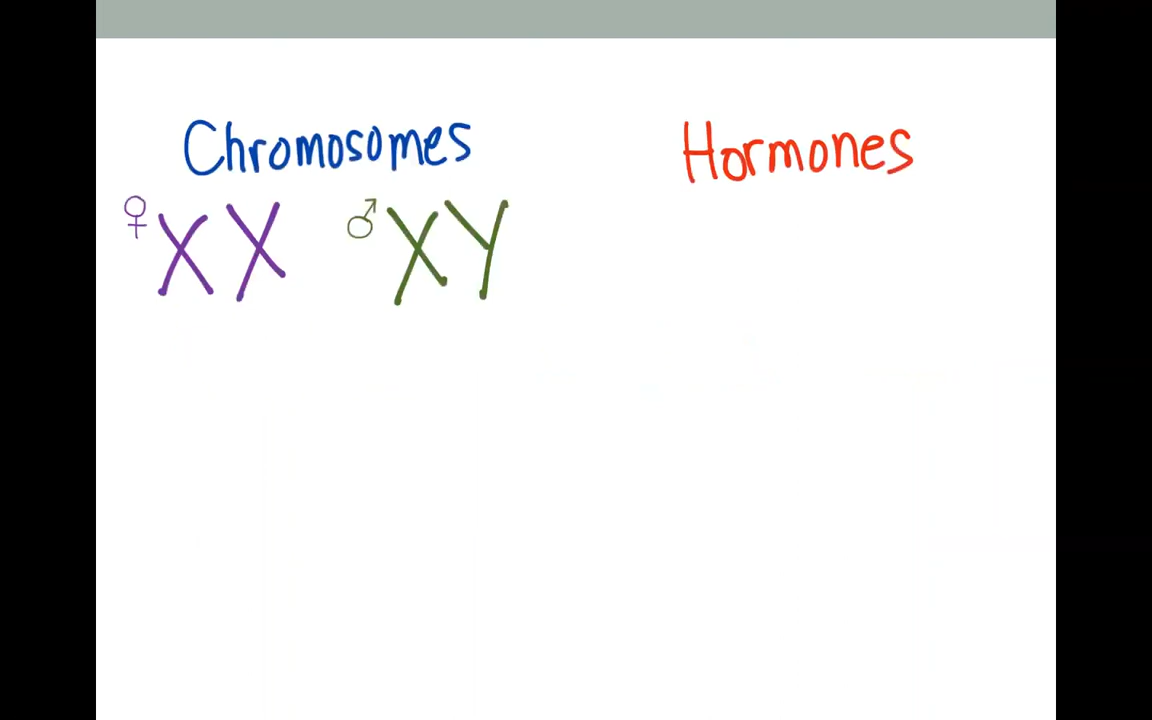 Chromosomes
♀ XX ♂ XY
Hormones